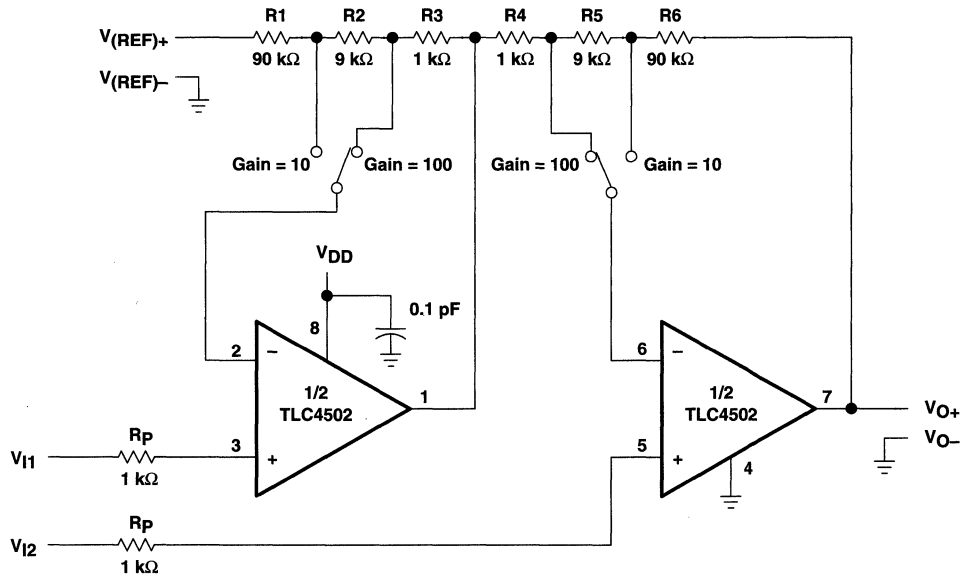 R1 R2 R3 R4 R5 R6
V(REF)+
90 kΩ 9 kΩ 1 kΩ 1 kΩ 9 kΩ 90 kΩ
V(REF)–
Gain = 10 Gain = 100 Gain = 100 Gain = 10
VDD
0.1 pF
8
2 – 6 –
1/2 1/2
TLC4502 1 TLC4502 7
VO+
VO–
RP
VI1 3 + 5 + 4
1 kΩ
RP
VI2
1 kΩ